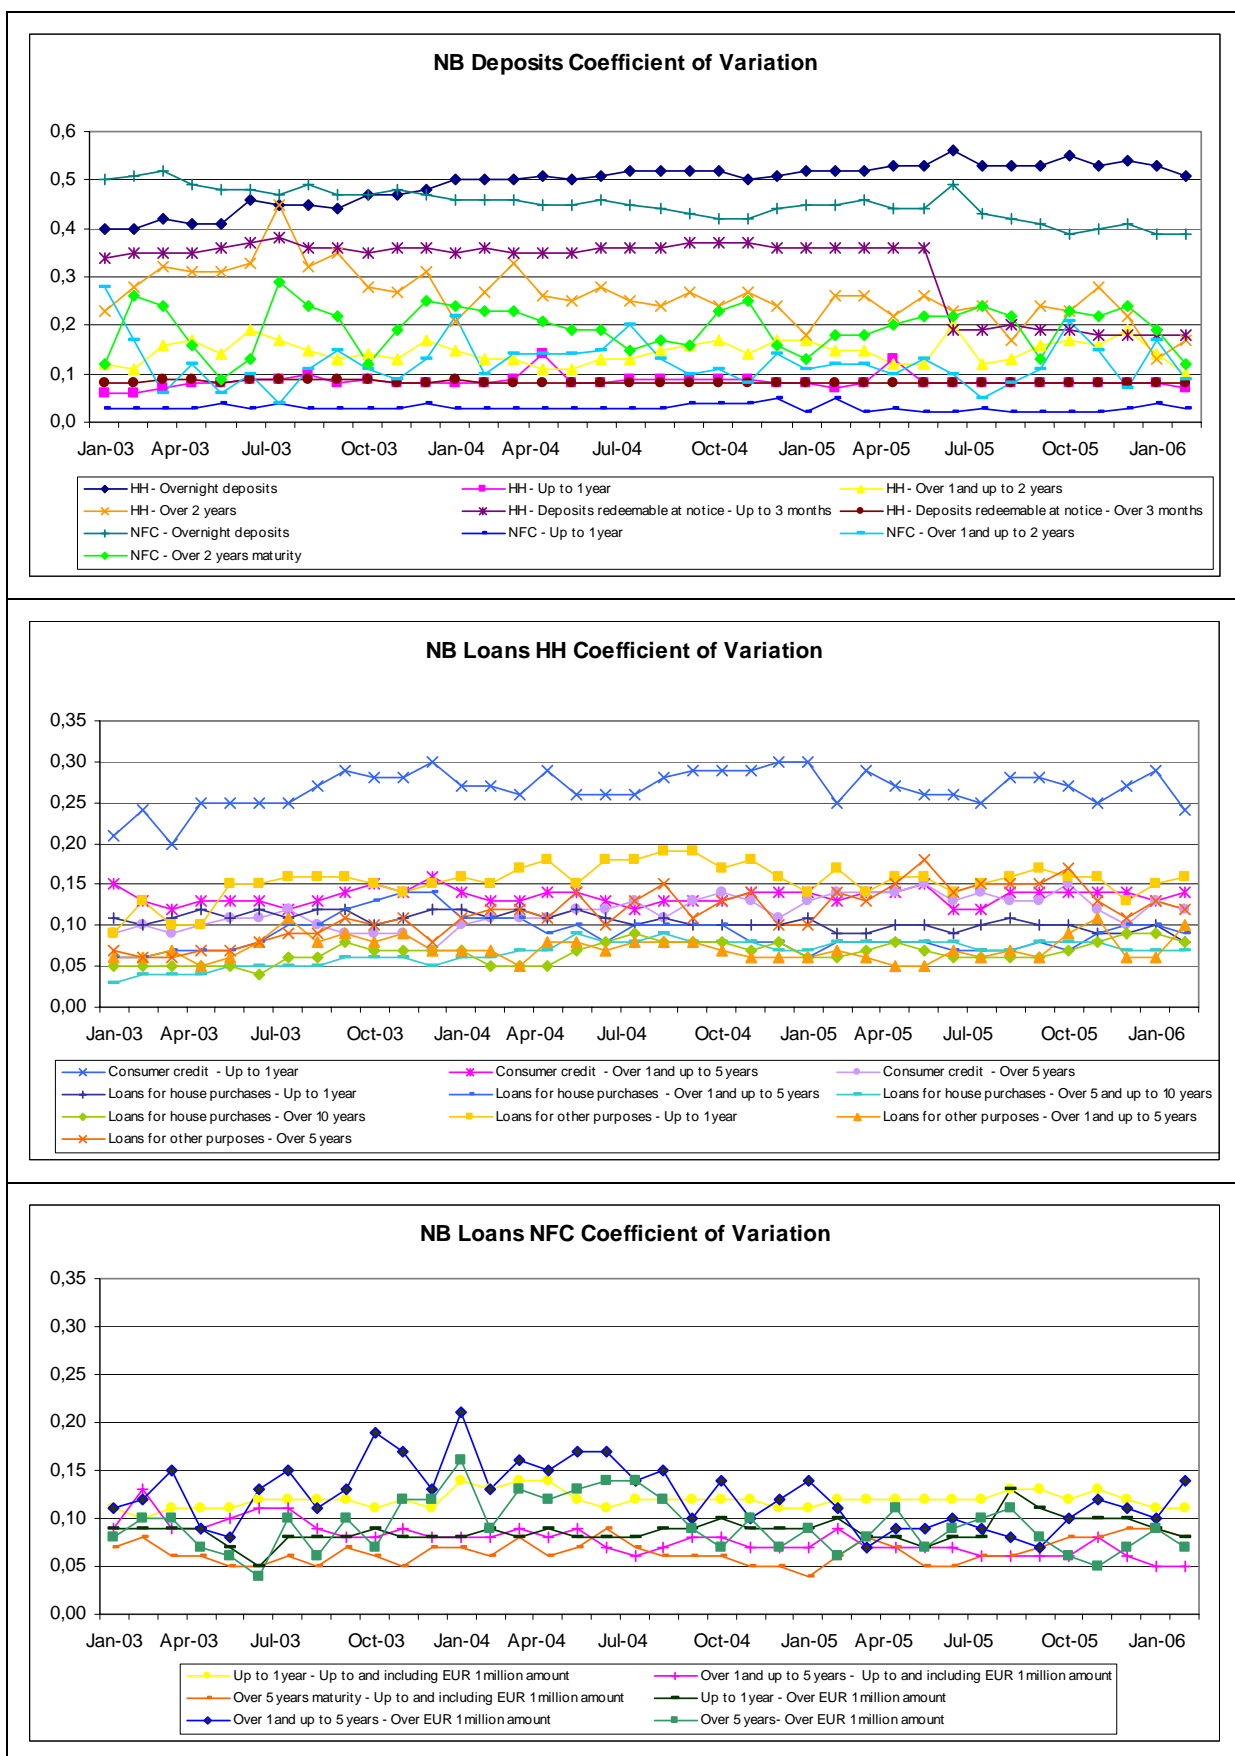 NB Deposits Coefficient of Variation
0,6
0,5
0,4
0,3
0,2
0,1
0,0
Jan-03 Apr-03 Jul-03 Oct-03 Jan-04 Apr-04 Jul-04 Oct-04 Jan-05 Apr-05 Jul-05 Oct-05 Jan-06
HH - Overnight deposits HH - Up to 1 year HH - Over 1 and up to 2 years
HH - Over 2 years HH - Deposits redeemable at notice - Up to 3 months HH - Deposits redeemable at notice - Over 3 months
NFC - Overnight deposits NFC - Up to 1 year NFC - Over 1 and up to 2 years
NFC - Over 2 years maturity
NB Loans HH Coefficient of Variation
0,35
0,30
0,25
0,20
0,15
0,10
0,05
0,00
Jan-03 Apr-03 Jul-03 Oct-03 Jan-04 Apr-04 Jul-04 Oct-04 Jan-05 Apr-05 Jul-05 Oct-05 Jan-06
Consumer credit - Up to 1 year Consumer credit - Over 1 and up to 5 years Consumer credit - Over 5 years
Loans for house purchases - Up to 1 year Loans for house purchases - Over 1 and up to 5 years Loans for house purchases - Over 5 and up to 10 years
Loans for house purchases - Over 10 years Loans for other purposes - Up to 1 year Loans for other purposes - Over 1 and up to 5 years
Loans for other purposes - Over 5 years
NB Loans NFC Coefficient of Variation
0,35
0,30
0,25
0,20
0,15
0,10
0,05
0,00
Jan-03 Apr-03 Jul-03 Oct-03 Jan-04 Apr-04 Jul-04 Oct-04 Jan-05 Apr-05 Jul-05 Oct-05 Jan-06
Up to 1 year - Up to and including EUR 1 million amount Over 1 and up to 5 years - Up to and including EUR 1 million amount
Over 5 years maturity - Up to and including EUR 1 million amount Up to 1 year - Over EUR 1 million amount
Over 1 and up to 5 years - Over EUR 1 million amount Over 5 years- Over EUR 1 million amount